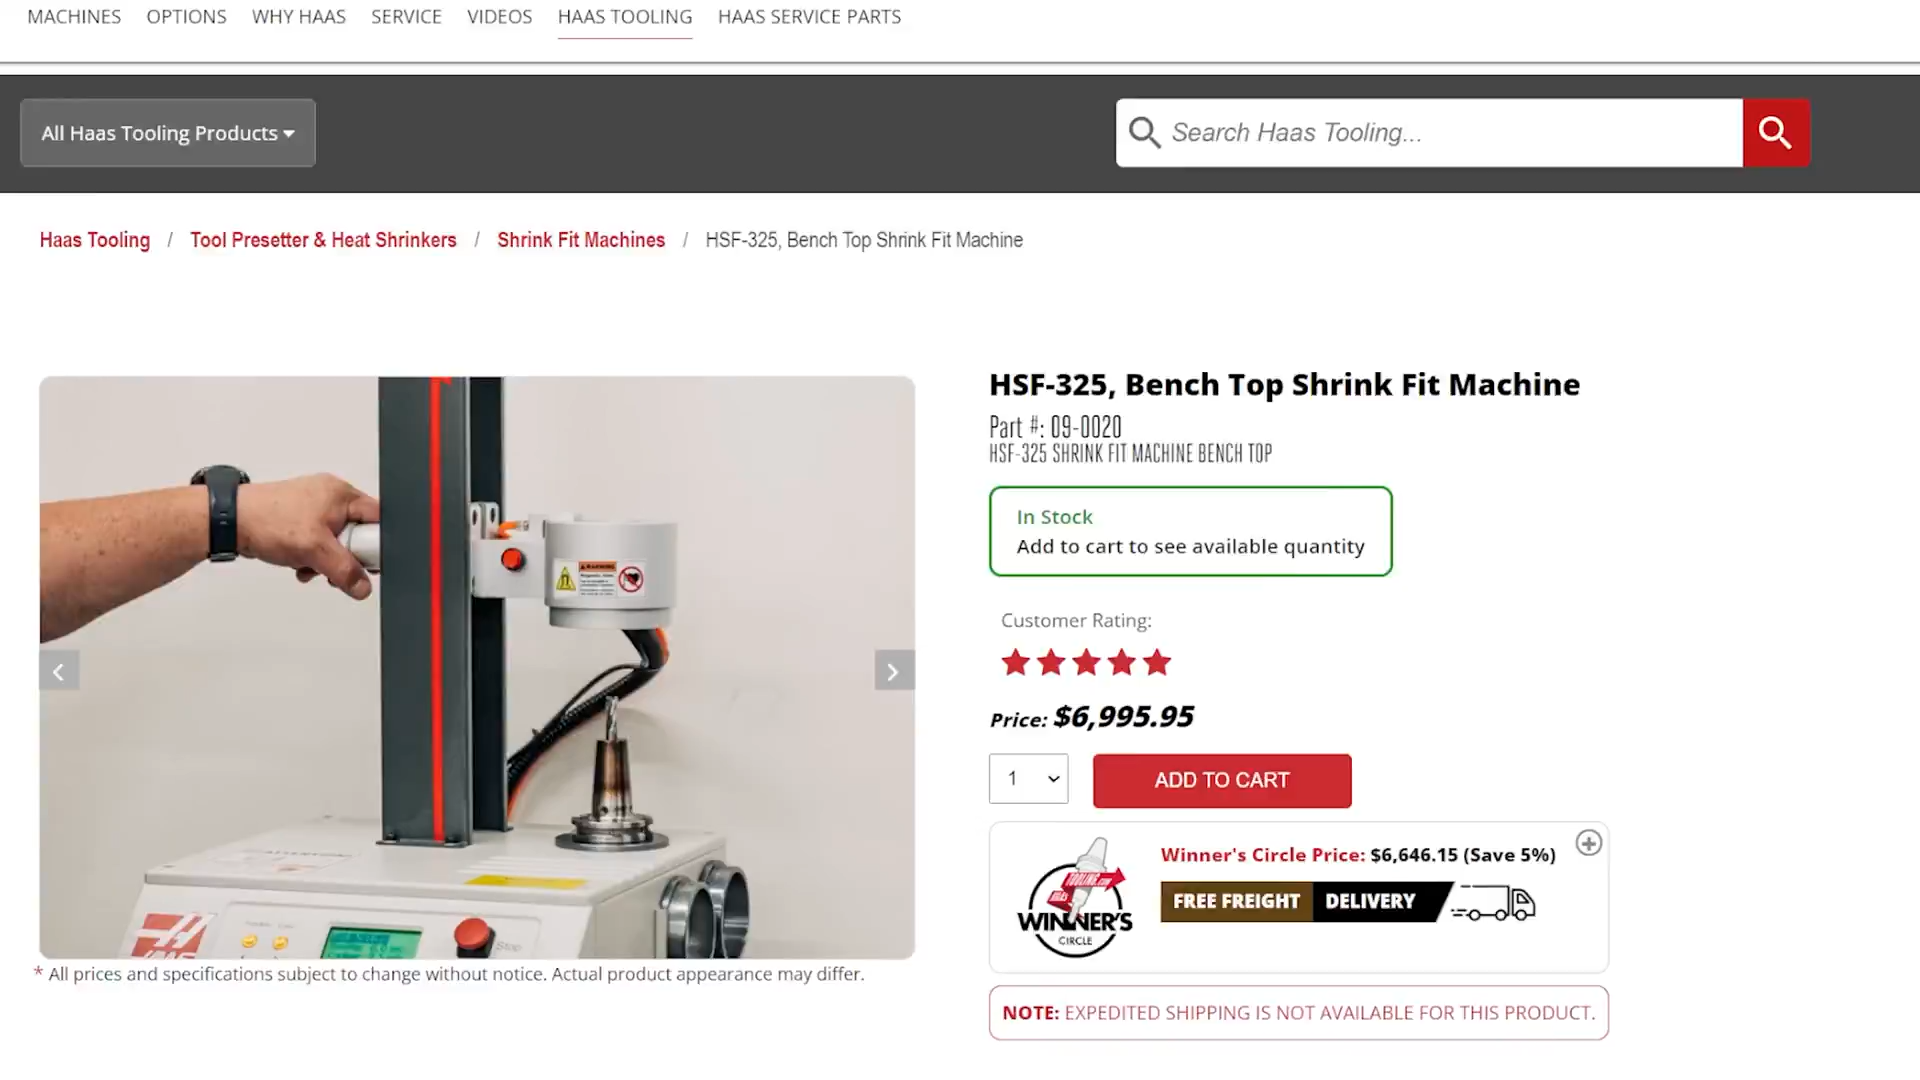 MACHINES OPTIONS WHY HAAS SERVICE VIDEOS HAAS TOOLING HAAS SERVICE PARTS
All Haas Tooling Products
Search Haas Tooling...
Haas Tooling / Tool Presetter & Heat Shrinkers / Shrink Fit Machines / HSF-325, Bench Top Shrink Fit Machine
HSF-325, Bench Top Shrink Fit Machine
Part #: 09-0020
HSF-325 SHRINK FIT MACHINE BENCH TOP
In Stock
Add to cart to see available quantity
Customer Rating:
Price: $6,995.95
1
ADD TO CART
WARNING
Stop
Winner's Circle Price: $6,646.15 (Save 5%)
FREE FREIGHT DELIVERY
WINNER'S
CIRCLE
* All prices and specifications subject to change without notice. Actual product appearance may differ.
NOTE: EXPEDITED SHIPPING IS NOT AVAILABLE FOR THIS PRODUCT.